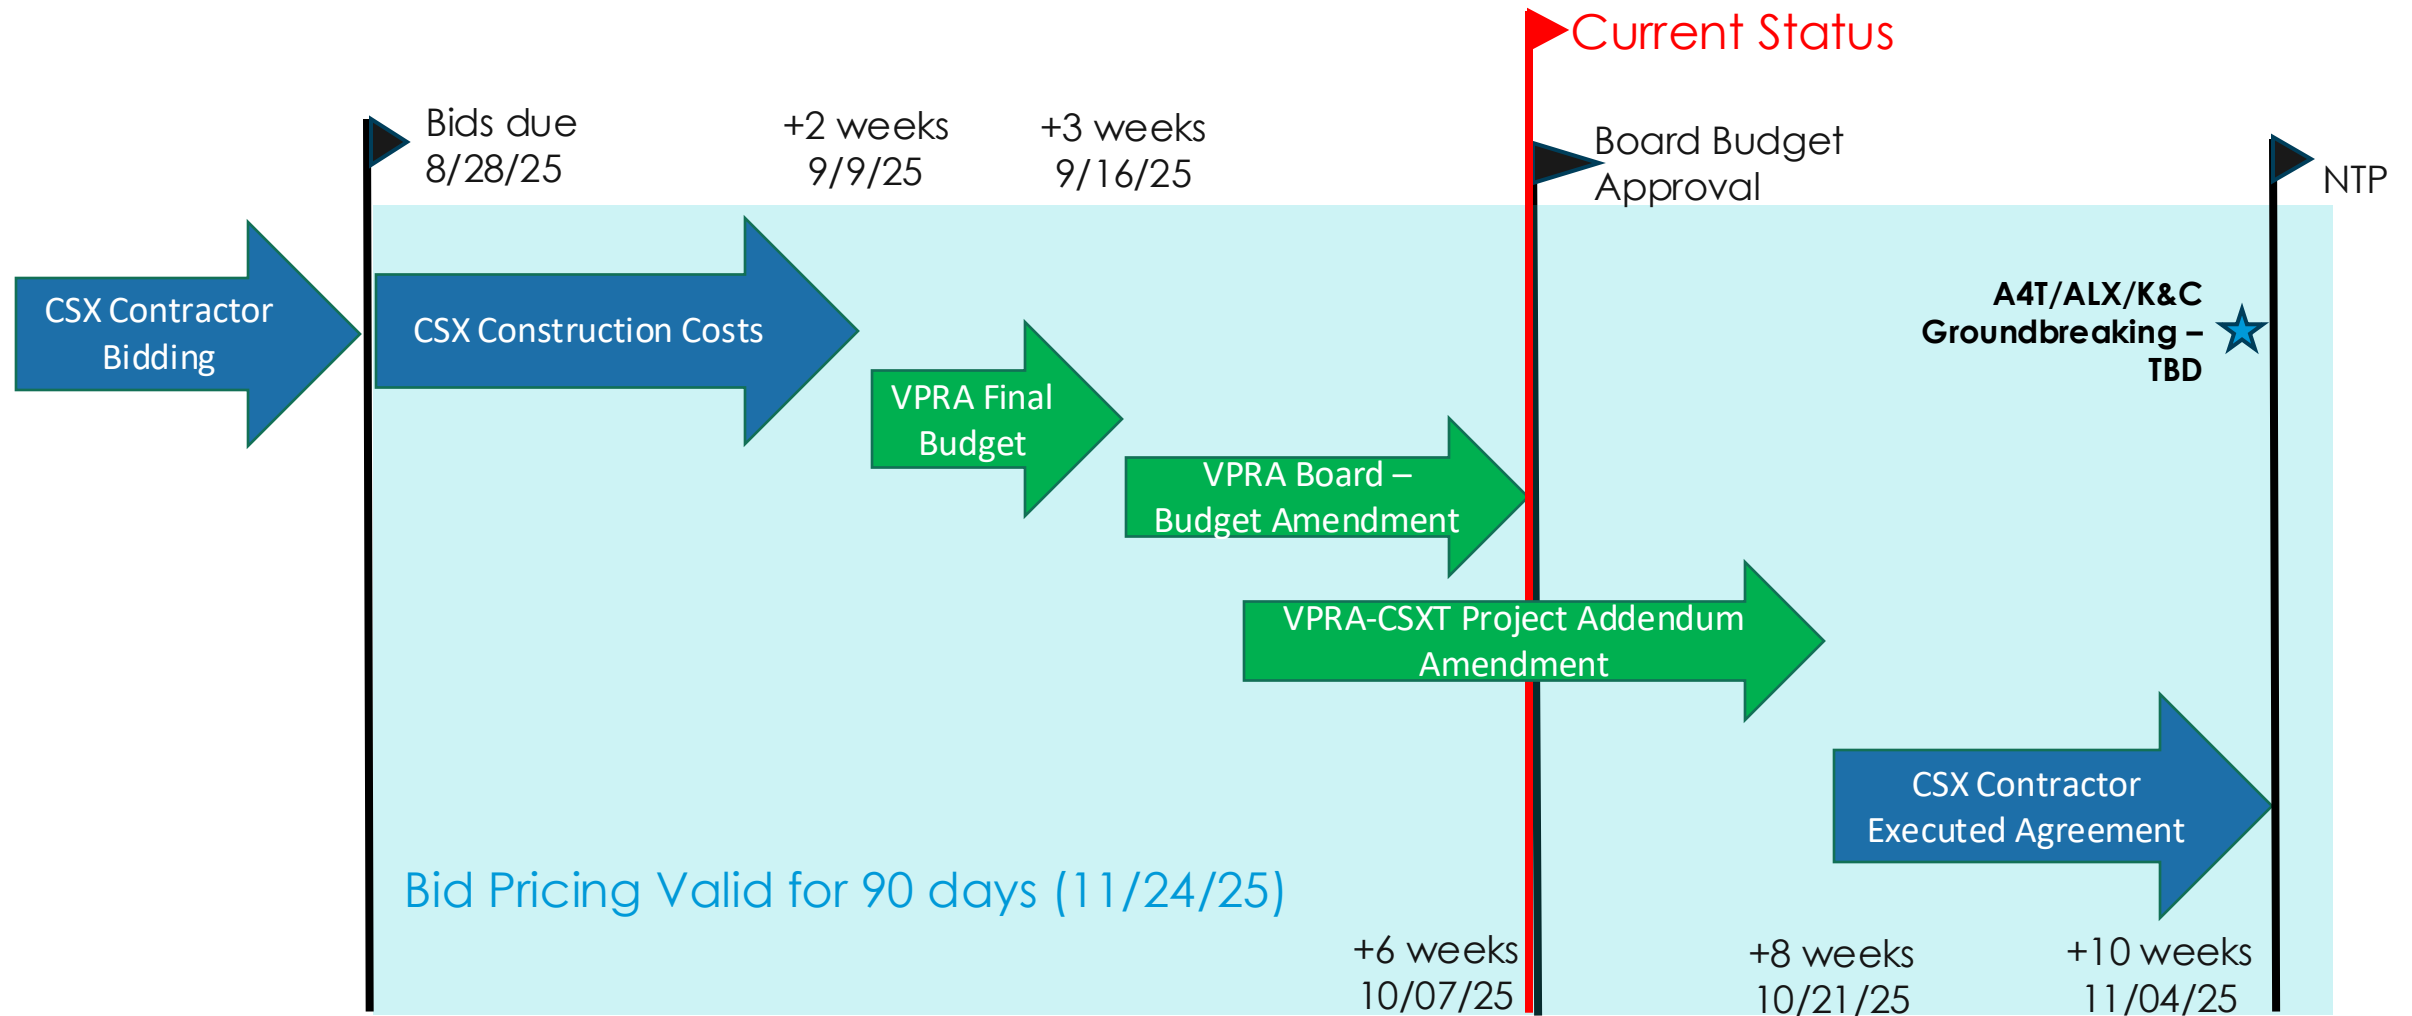 Current Status
Bids due
8/28/25
+2 weeks
9/9/25
+3 weeks
9/16/25
Board Budget
Approval
NTP
CSX Contractor
Bidding
CSX Construction Costs
A4T/ALX/K&C
Groundbreaking –
TBD
VPRA Final
Budget
VPRA Board –
Budget Amendment
VPRA-CSXT Project Addendum
Amendment
CSX Contractor
Executed Agreement
Bid Pricing Valid for 90 days (11/24/25)
+6 weeks
10/07/25
+8 weeks
10/21/25
+10 weeks
11/04/25